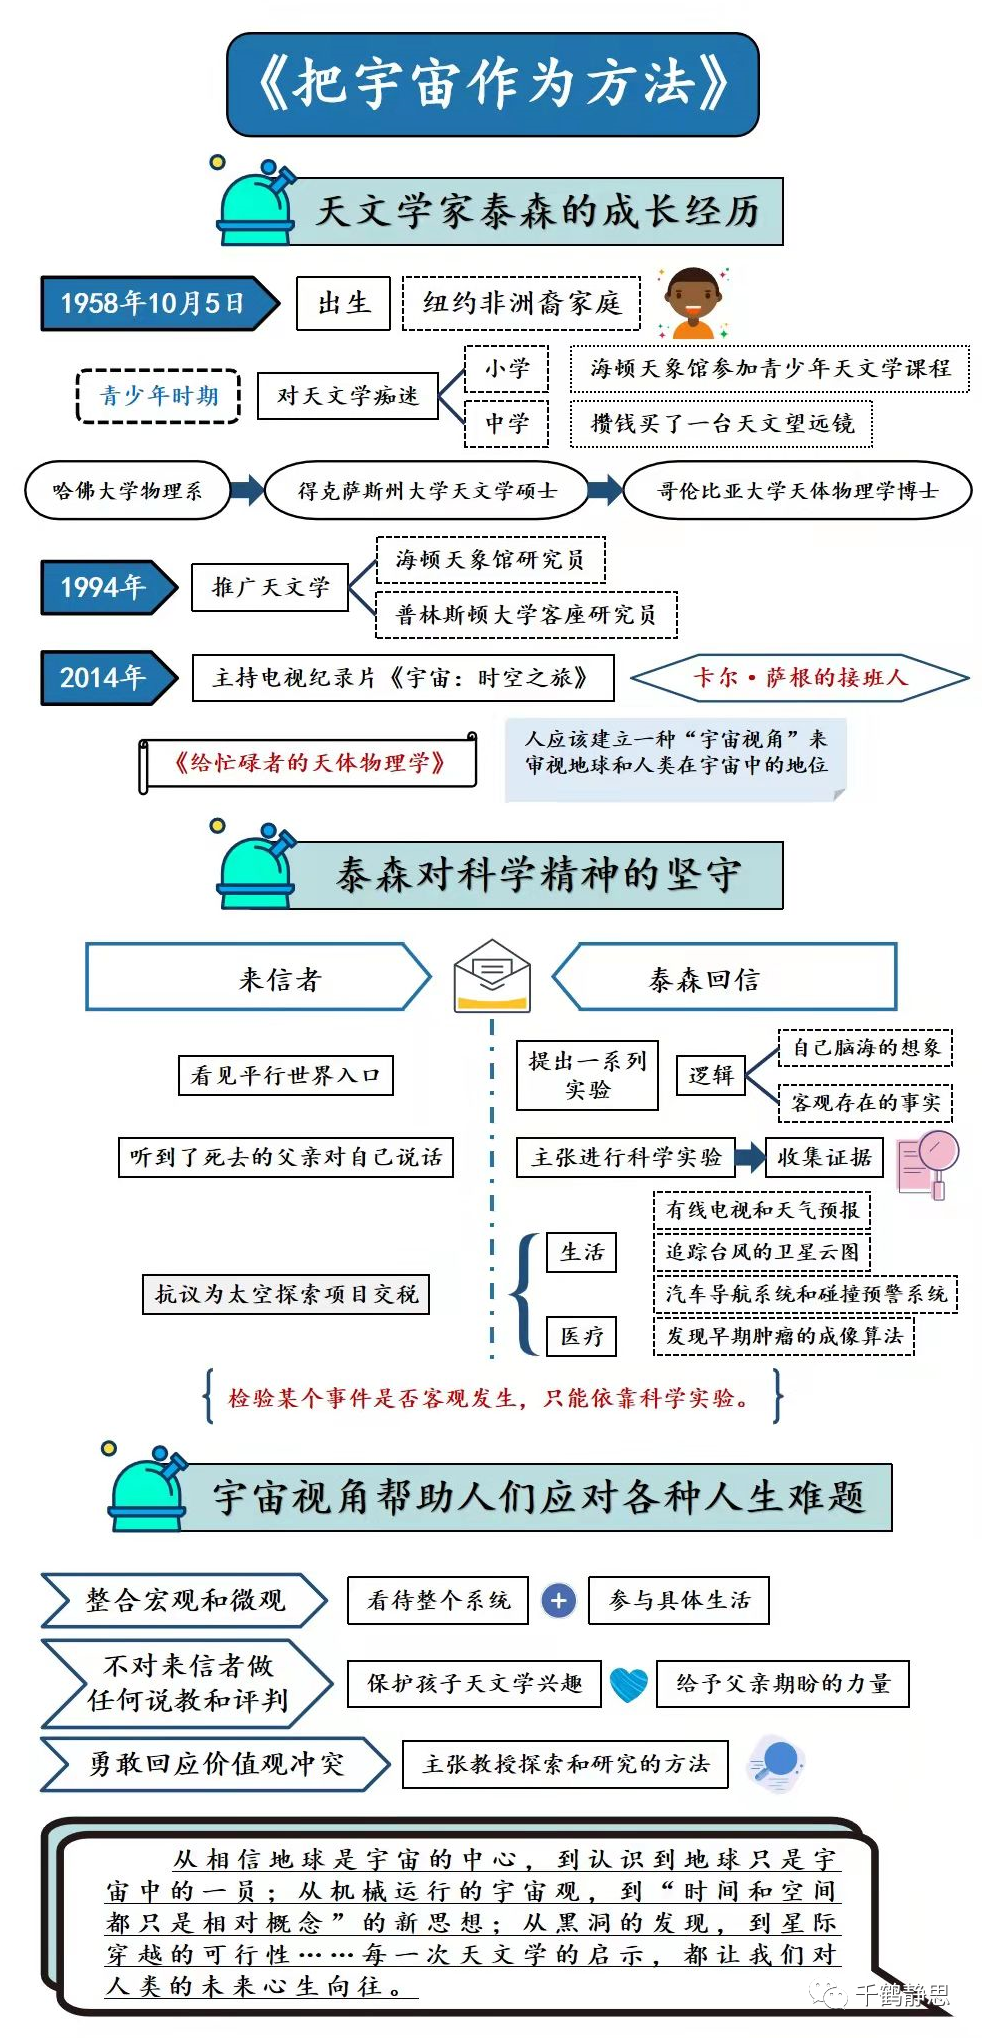 《把宇宙作为方法》
天文学家泰森的成长经历
1958年10月5日
出生
纽约非洲裔家庭
青少年时期
对天文学痴迷
小学
海顿天象馆参加青少年天文学课程
中学
攒钱买了一台天文望远镜
哈佛大学物理系
得克萨斯州大学天文学硕士
哥伦比亚大学天体物理学博士
1994年
推广天文学
海顿天象馆研究员
普林斯顿大学客座研究员
2014年
主持电视纪录片《宇宙：时空之旅》
卡尔·萨根的接班人
《给忙碌者的天体物理学》
人应该建立一种“宇宙视角”来
审视地球和人类在宇宙中的地位
泰森对科学精神的坚守
来信者
泰森回信
看见平行世界入口
提出一系列
实验
逻辑
自己脑海的想象
客观存在的事实
听到了死去的父亲对自己说话
主张进行科学实验
收集证据
抗议为太空探索项目交税
生活
有线电视和天气预报
追踪台风的卫星云图
汽车导航系统和碰撞预警系统
医疗
发现早期肿瘤的成像算法
检验某个事件是否客观发生，只能依靠科学实验。
宇宙视角帮助人们应对各种人生难题
整合宏观和微观
看待整个系统
+
参与具体生活
不对来信者做
任何说教和评判
保护孩子天文学兴趣
给予父亲期盼的力量
勇敢回应价值观冲突
主张教授探索和研究的方法
从相信地球是宇宙的中心，到认识到地球只是宇
宙中的一员；从机械运行的宇宙观，到“时间和空间
都只是相对概念”的新思想；从黑洞的发现，到星际
穿越的可行性……每一次天文学的启示，都让我们对
人类的未来心生向往。
千鹤静思